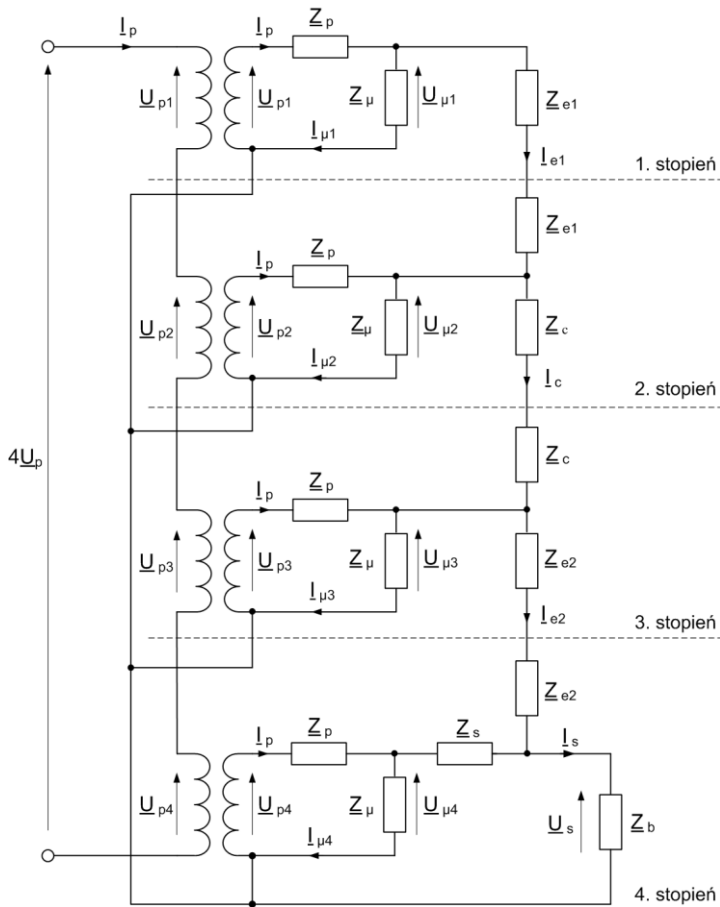 I p
I p
Z p
U p1
U p1
Z μ
U μ1
Z e1
I μ1
I e1
1. stopień
Z e1
I p
Z p
U p2
U p2
Z μ
U μ2
Z c
I μ2
I c
2. stopień
4U p
Z c
I p
Z p
U p3
U p3
Z μ
U μ3
Z e2
I μ3
I e2
3. stopień
Z e2
I p
Z p
Z s
I s
U p4
U p4
Z μ
U μ4
U s
Z b
I μ4
4. stopień